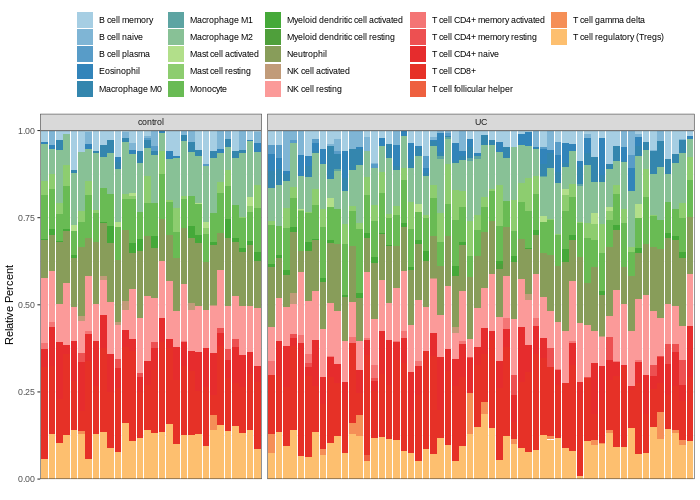 B cell memory
B cell naive
B cell plasma
Eosinophil
Macrophage M0
Macrophage M1
Macrophage M2
Mast cell activated
Mast cell resting
Monocyte
Myeloid dendritic cell activated
Myeloid dendritic cell resting
Neutrophil
NK cell activated
NK cell resting
T cell CD4+ memory activated
T cell CD4+ memory resting
T cell CD4+ naive
T cell CD8+
T cell follicular helper
T cell gamma delta
T cell regulatory (Tregs)
control
UC
1.00
0.75
0.50
0.25
0.00
Relative Percent